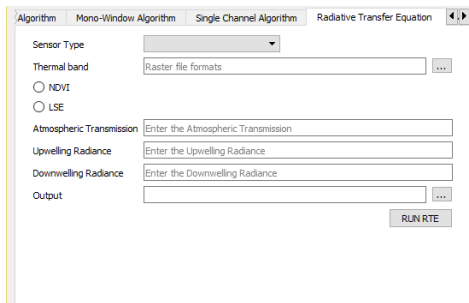 Algorithm Mono-Window Algorithm Single Channel Algorithm Radiative Transfer Equation
Sensor Type
Thermal band Raster file formats ...
NDVI
LSE
Atmospheric Transmission Enter the Atmospheric Transmission
Upwelling Radiance Enter the Upwelling Radiance
Downwelling Radiance Enter the Downwelling Radiance
Output ...
RUN RTE